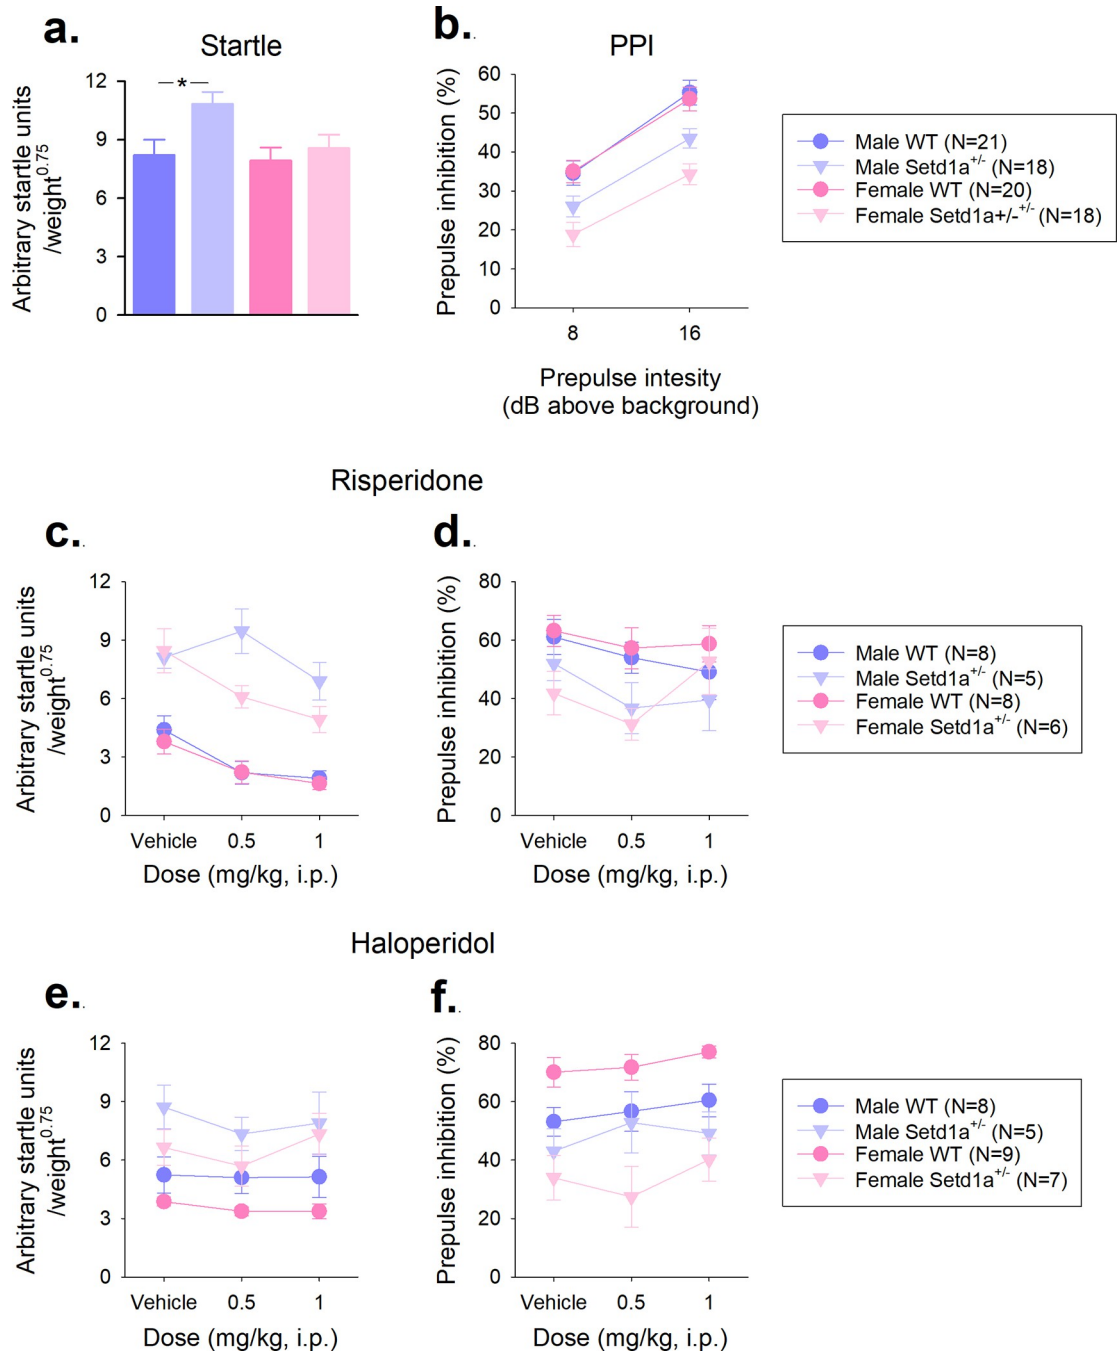 a.
Startle
Arbitrary startle units
/weight0.75
12
9
6
3
0
*
b.
PPI
Prepulse inhibition (%)
60
50
40
30
20
10
0
8 16
Prepulse intesity
(dB above background)
Male WT (N=21)
Male Setd1a+/- (N=18)
Female WT (N=20)
Female Setd1a+/-+/- (N=18)
Risperidone
c.
Arbitrary startle units
/weight0.75
12
9
6
3
0
Vehicle 0.5 1
Dose (mg/kg, i.p.)
d.
Prepulse inhibition (%)
80
60
40
20
0
Vehicle 0.5 1
Dose (mg/kg, i.p.)
Male WT (N=8)
Male Setd1a+/- (N=5)
Female WT (N=8)
Female Setd1a+/- (N=6)
Haloperidol
e.
Arbitrary startle units
/weight0.75
12
9
6
3
0
Vehicle 0.5 1
Dose (mg/kg, i.p.)
f.
Prepulse inhibition (%)
80
60
40
20
0
Vehicle 0.5 1
Dose (mg/kg, i.p.)
Male WT (N=8)
Male Setd1a+/- (N=5)
Female WT (N=9)
Female Setd1a+/- (N=7)